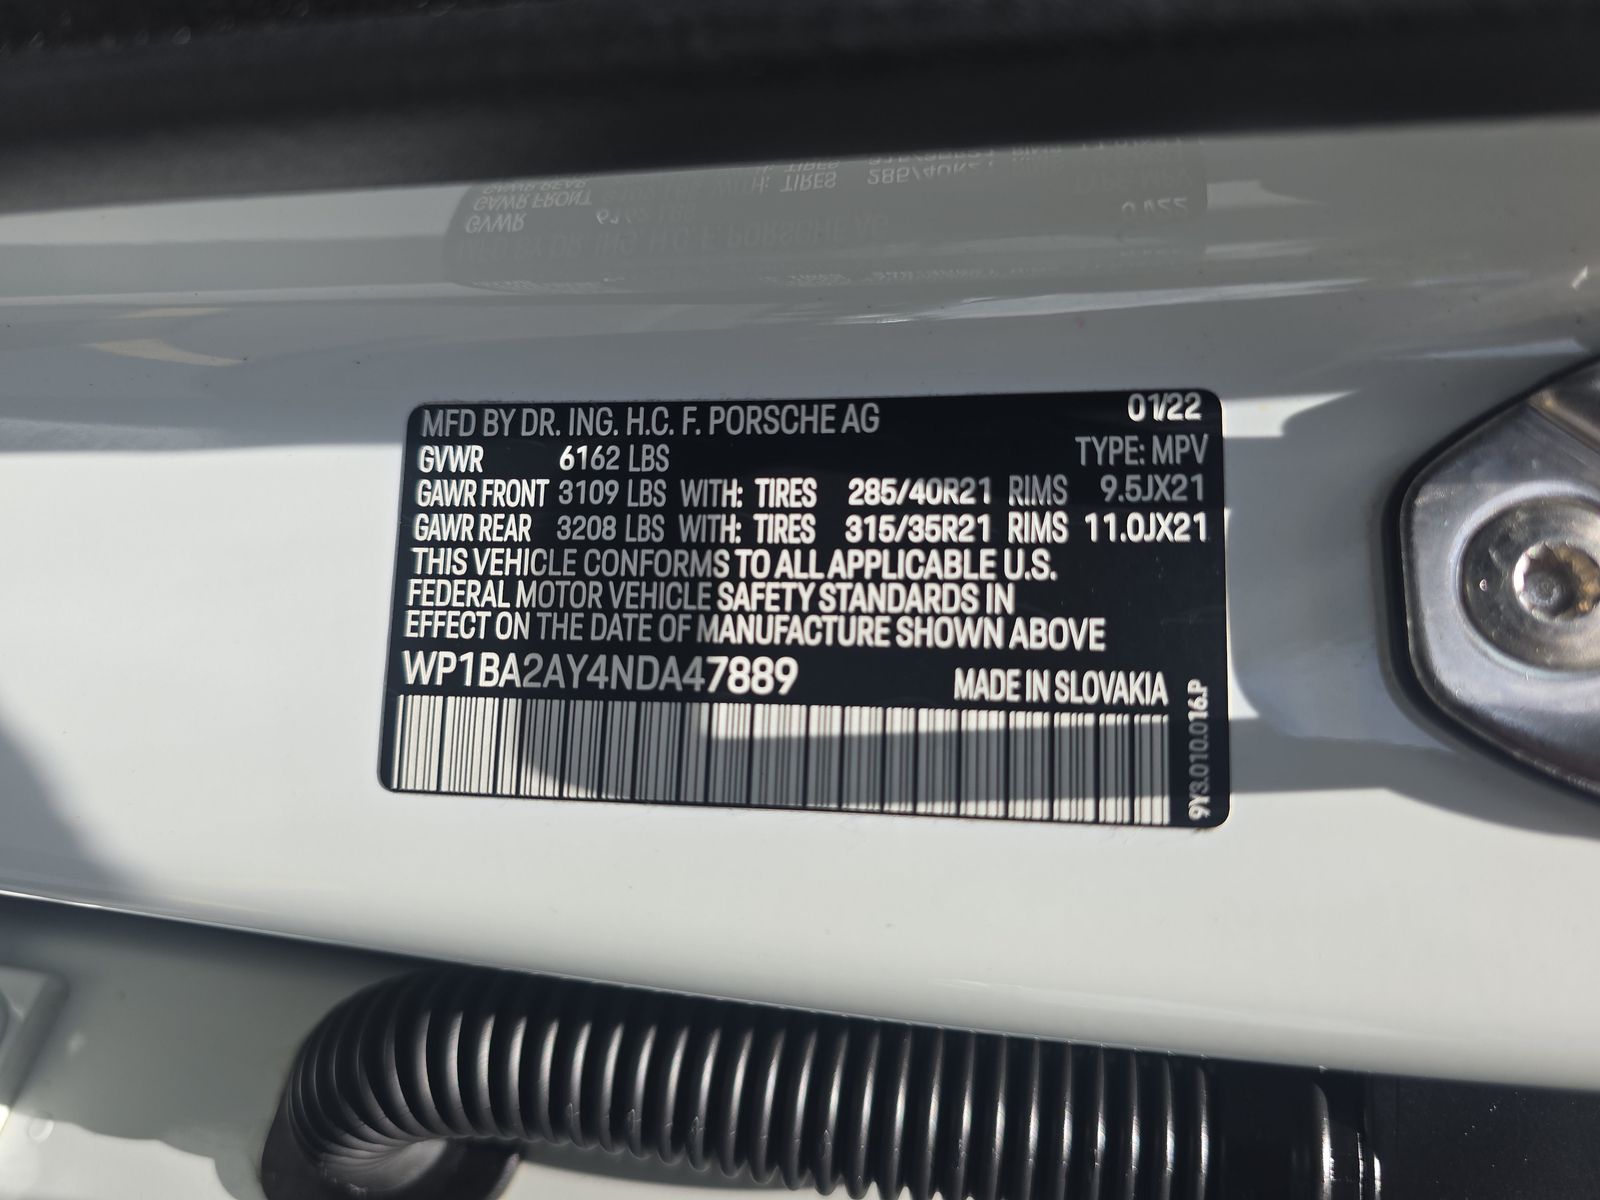 MFD BY DR. ING. H.C. F. PORSCHE AG 01/22
GVWR 6162 LBS TYPE: MPV
GAWR FRONT 3109 LBS WITH: TIRES 285/40R21 RIMS 9.5JX21
GAWR REAR 3208 LBS WITH: TIRES 315/35R21 RIMS 11.0JX21
THIS VEHICLE CONFORMS TO ALL APPLICABLE U.S.
FEDERAL MOTOR VEHICLE SAFETY STANDARDS IN
EFFECT ON THE DATE OF MANUFACTURE SHOWN ABOVE
WP1BA2AY4NDA47889
MADE IN SLOVAKIA
9Y3.010.016.P